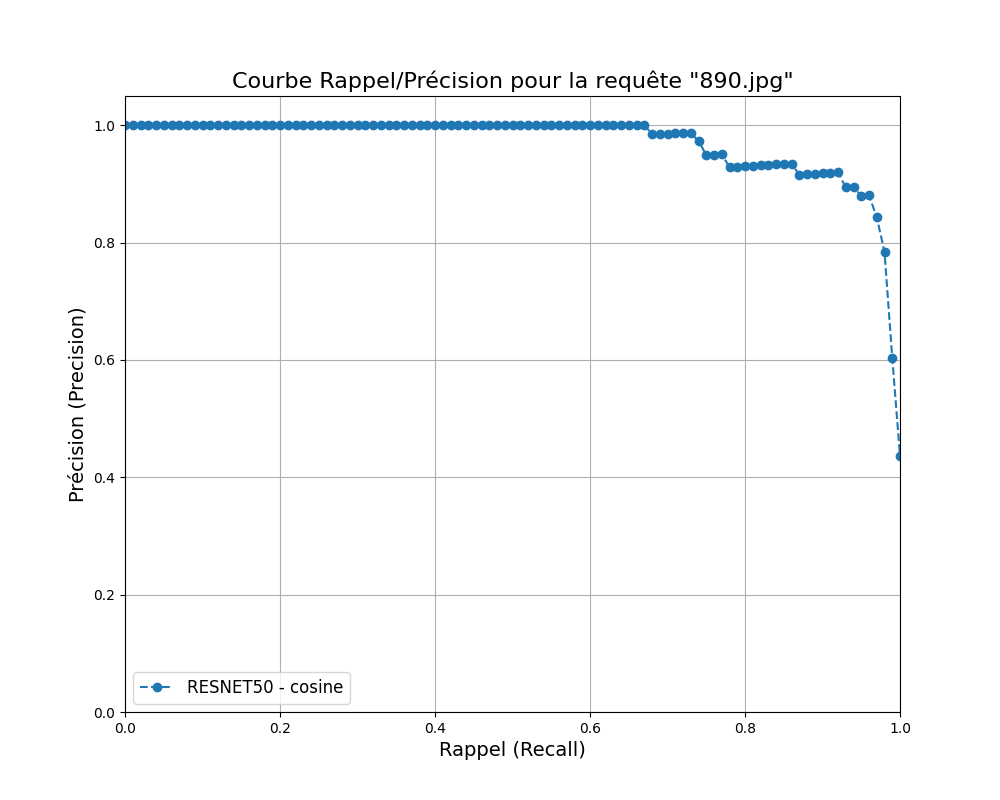 Courbe Rappel/Précision pour la requête "890.jpg"
1.0
0.8
0.6
0.4
0.2
0.0
Précision (Precision)
RESNET50 - cosine
0.0 0.2 0.4 0.6 0.8 1.0
Rappel (Recall)